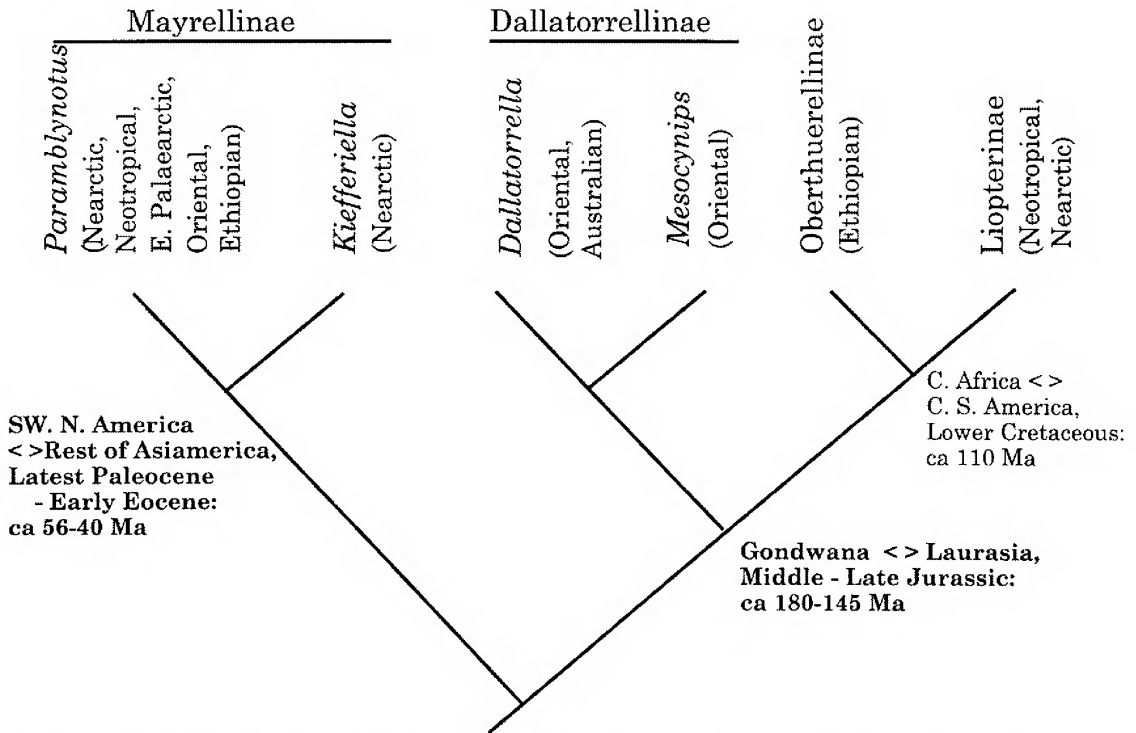 Mayrellinae
Dallatorrellinae
Paramblynotus
(Nearctic,
Neotropical,
E. Palaearctic,
Oriental,
Ethiopian)
Kiefferiella
(Nearctic)
Dallatorrella
(Oriental,
Australian)
Mesocynips
(Oriental)
Oberthuerellinae
(Ethiopian)
Liopterinae
(Neotropical,
Nearctic)
SW. N. America
< >Rest of Asiamerica,
Latest Paleocene
- Early Eocene:
ca 56-40 Ma
C. Africa < >
C. S. America,
Lower Cretaceous:
ca 110 Ma
Gondwana < > Laurasia,
Middle - Late Jurassic:
ca 180-145 Ma